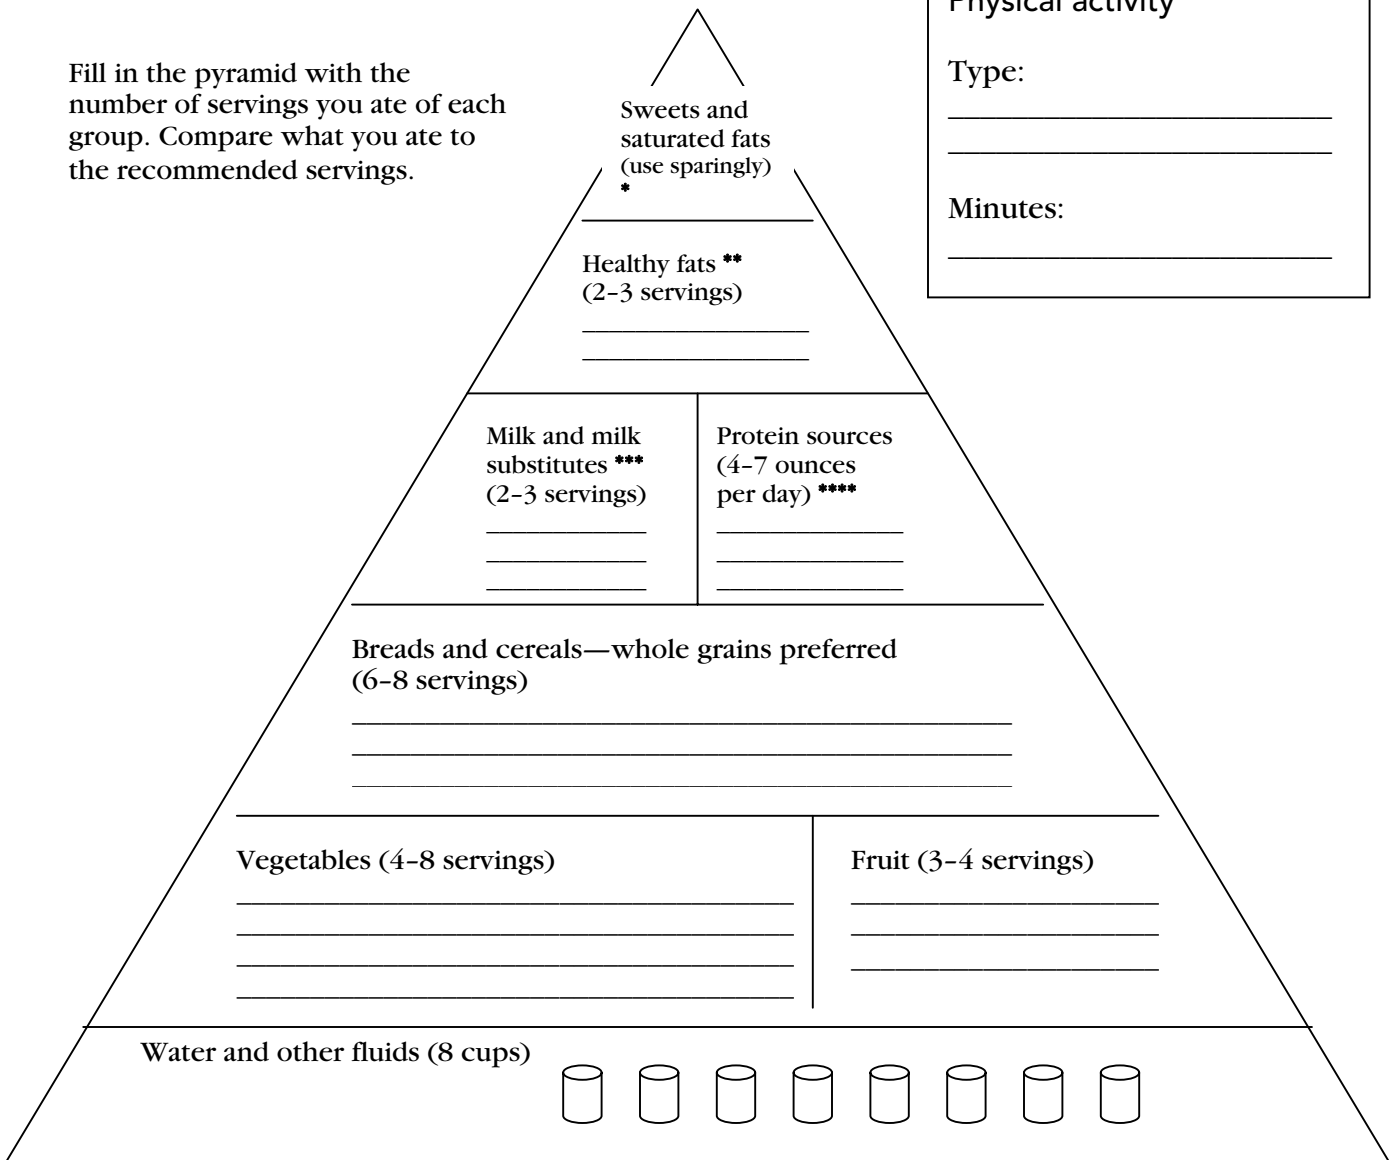 Physical activity
Type:
Minutes:
Fill in the pyramid with the
number of servings you ate of each
group. Compare what you ate to
the recommended servings.
Sweets and
saturated fats
(use sparingly)
*
Healthy fats **
(2–3 servings)
Milk and milk
substitutes ***
(2–3 servings)
Protein sources
(4–7 ounces
per day) ****
Breads and cereals—whole grains preferred
(6–8 servings)
Vegetables (4–8 servings)
Fruit (3–4 servings)
Water and other fluids (8 cups)